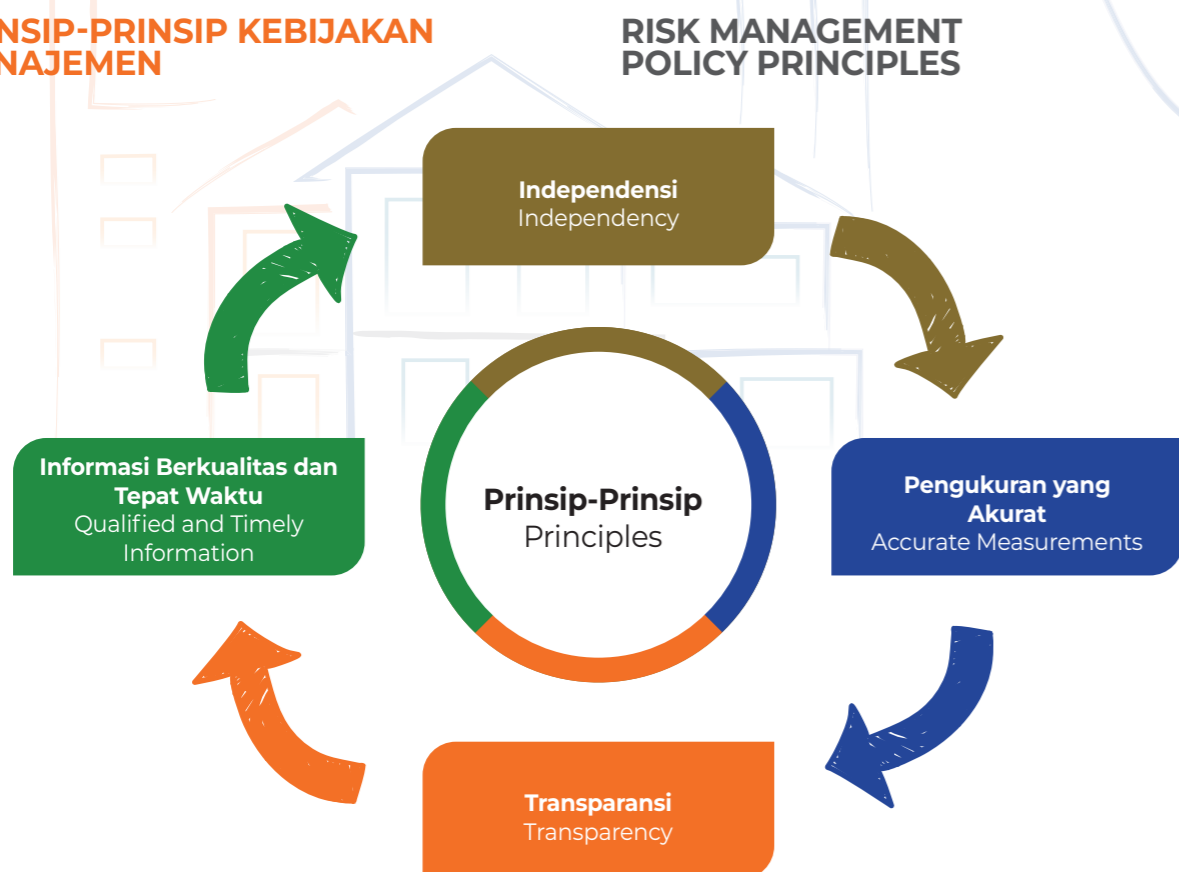 NSIP-PRINSIP KEBIJAKAN
NAJEMEN
RISK MANAGEMENT
POLICY PRINCIPLES
Independensi
Independency
Informasi Berkualitas dan
Tepat Waktu
Qualified and Timely
Information
Prinsip-Prinsip
Principles
Pengukuran yang
Akurat
Accurate Measurements
Transparansi
Transparency